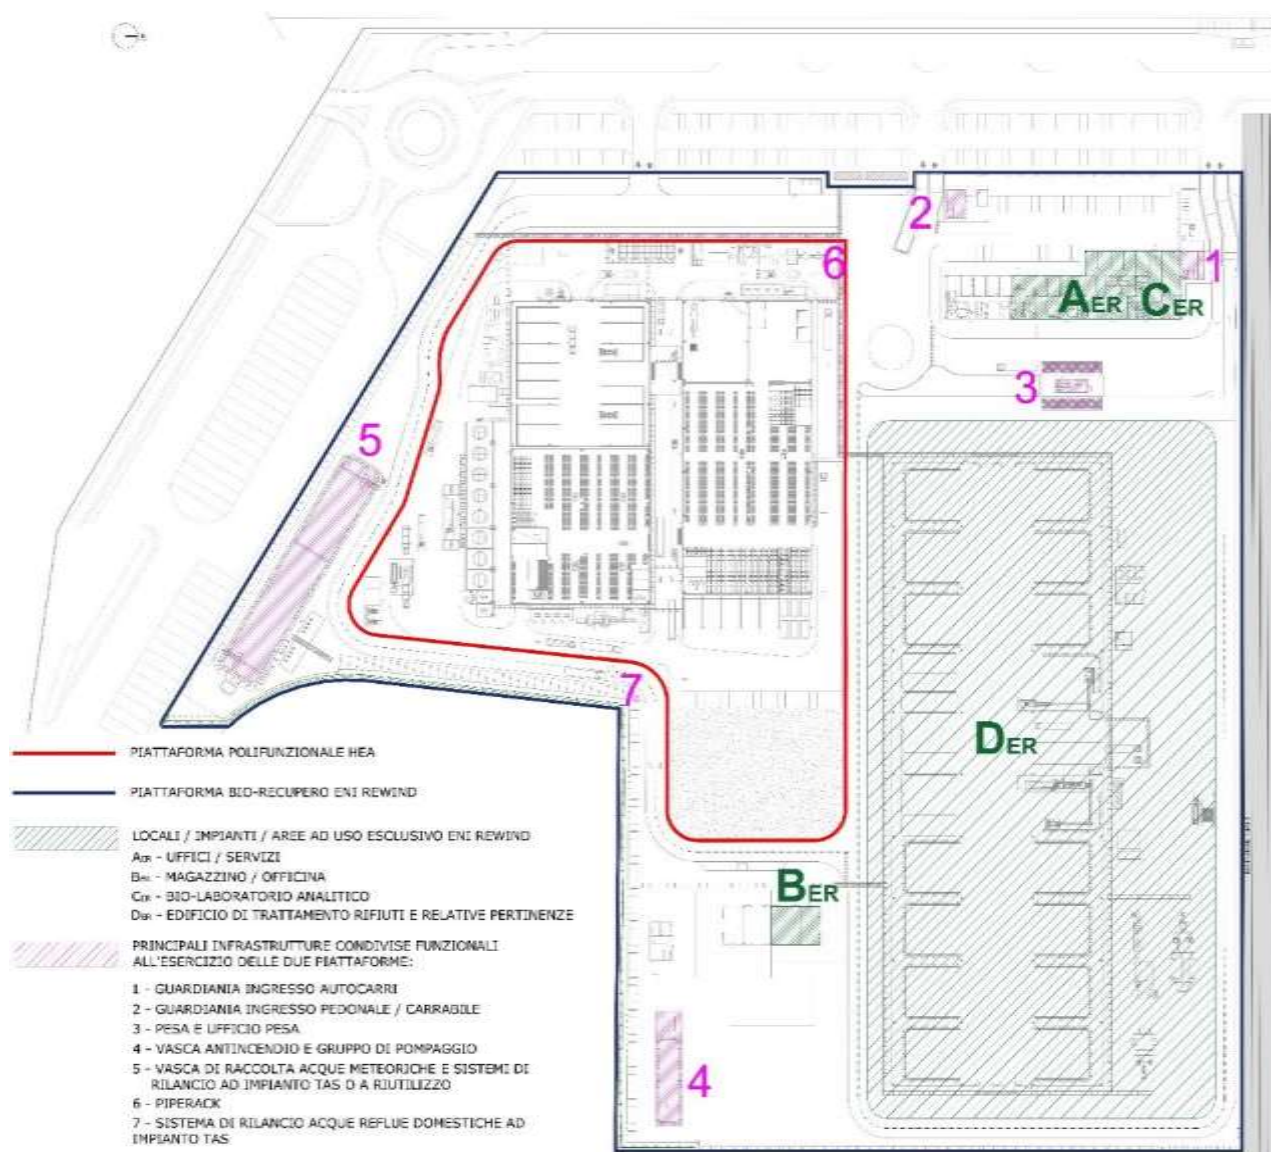 2
6
1
AER CER
3
5
7
DER
PIATTAFORMA POLIFUNZIONALE HEA
PIATTAFORMA BIO-RECUPERO ENI REWIND
LOCALI / IMPIANTI / AREE AD USO ESCLUSIVO ENI REWIND
AER - UFFICI / SERVIZI
BER - MAGAZZINO / OFFICINA
CER - BIO-LABORATORIO ANALITICO
DER - EDIFICIO DI TRATTAMENTO RIFIUTI E RELATIVE PERTINENZE
BER
PRINCIPALI INFRASTRUTTURE CONDIVISE FUNZIONALI
ALL'ESERCIZIO DELLE DUE PIATTAFORME:
1 - GUARDIANIA INGRESSO AUTOCARRI
2 - GUARDIANIA INGRESSO PEDONALE / CARRABILE
3 - PESA E UFFICIO PESA
4 - VASCA ANTINCENDIO E GRUPPO DI POMPAGGIO
5 - VASCA DI RACCOLTA ACQUE METEORICHE E SISTEMI DI
RILANCIO AD IMPIANTO TAS O A RIUTILIZZO
6 - PIPERACK
7 - SISTEMA DI RILANCIO ACQUE REFLUE DOMESTICHE AD
IMPIANTO TAS
4